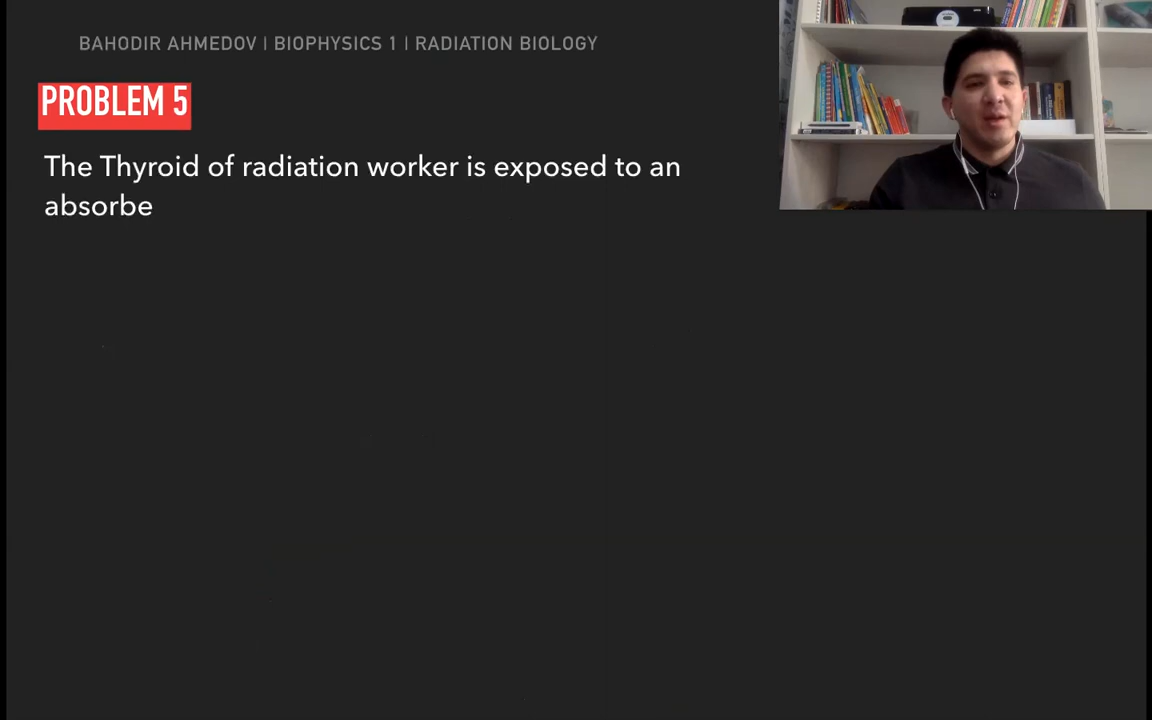 BAHODIR AHMEDOV | BIOPHYSICS 1 | RADIATION BIOLOGY
PROBLEM 5
The Thyroid of radiation worker is exposed to an
absorbe